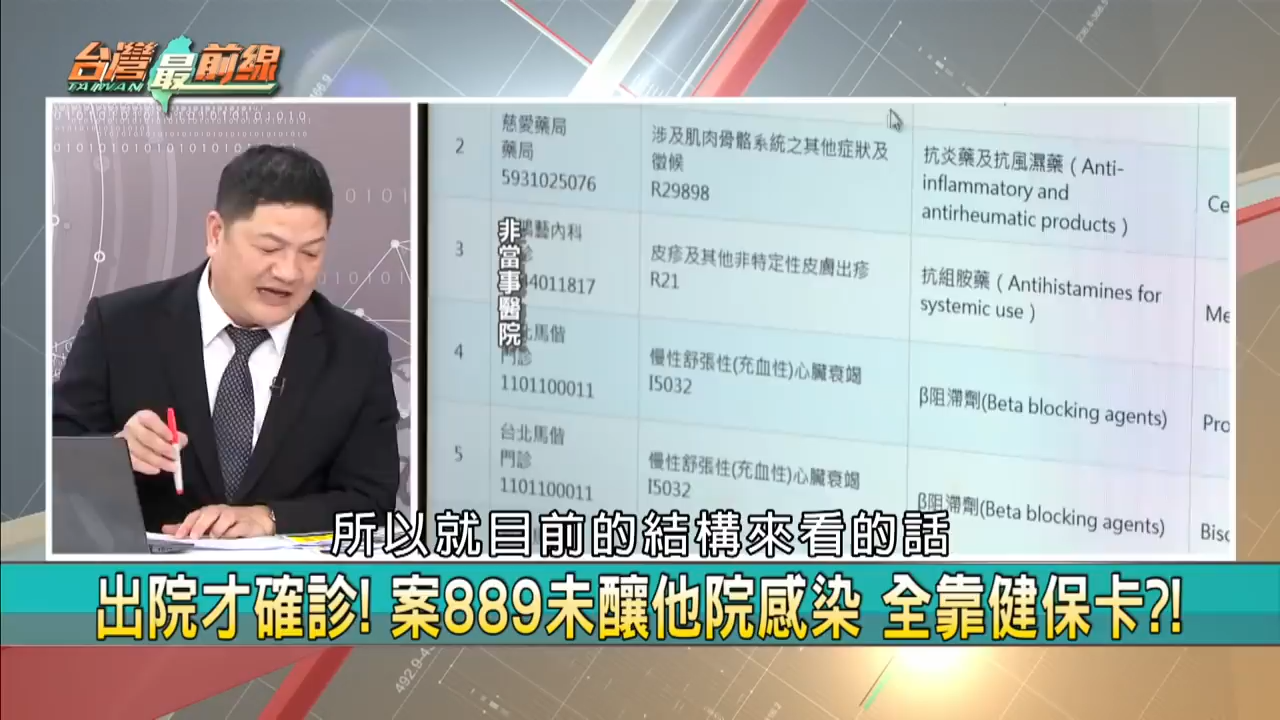 台灣最前線
TAIWAN
2
慈愛藥局
藥局
5931025076
涉及肌肉骨骼系統之其他症狀及
徵候
R29898
抗炎藥及抗風濕藥（Anti-
inflammatory and
antirheumatic products）
Ce
3
鴻藝內科
4011817
皮疹及其他非特定性皮膚出疹
R21
抗組胺藥（Antihistamines for
systemic use）
Me
4
北馬偕
門診
1101100011
慢性舒張性(充血性)心臟衰竭
I5032
β阻滯劑(Beta blocking agents)
Pro
5
台北馬偕
門診
1101100011
慢性舒張性(充血性)心臟衰竭
I5032
β阻滯劑(Beta blocking agents)
Biso
非當事醫院
所以就目前的結構來看的話
出院才確診! 案889未釀他院感染 全靠健保卡?!